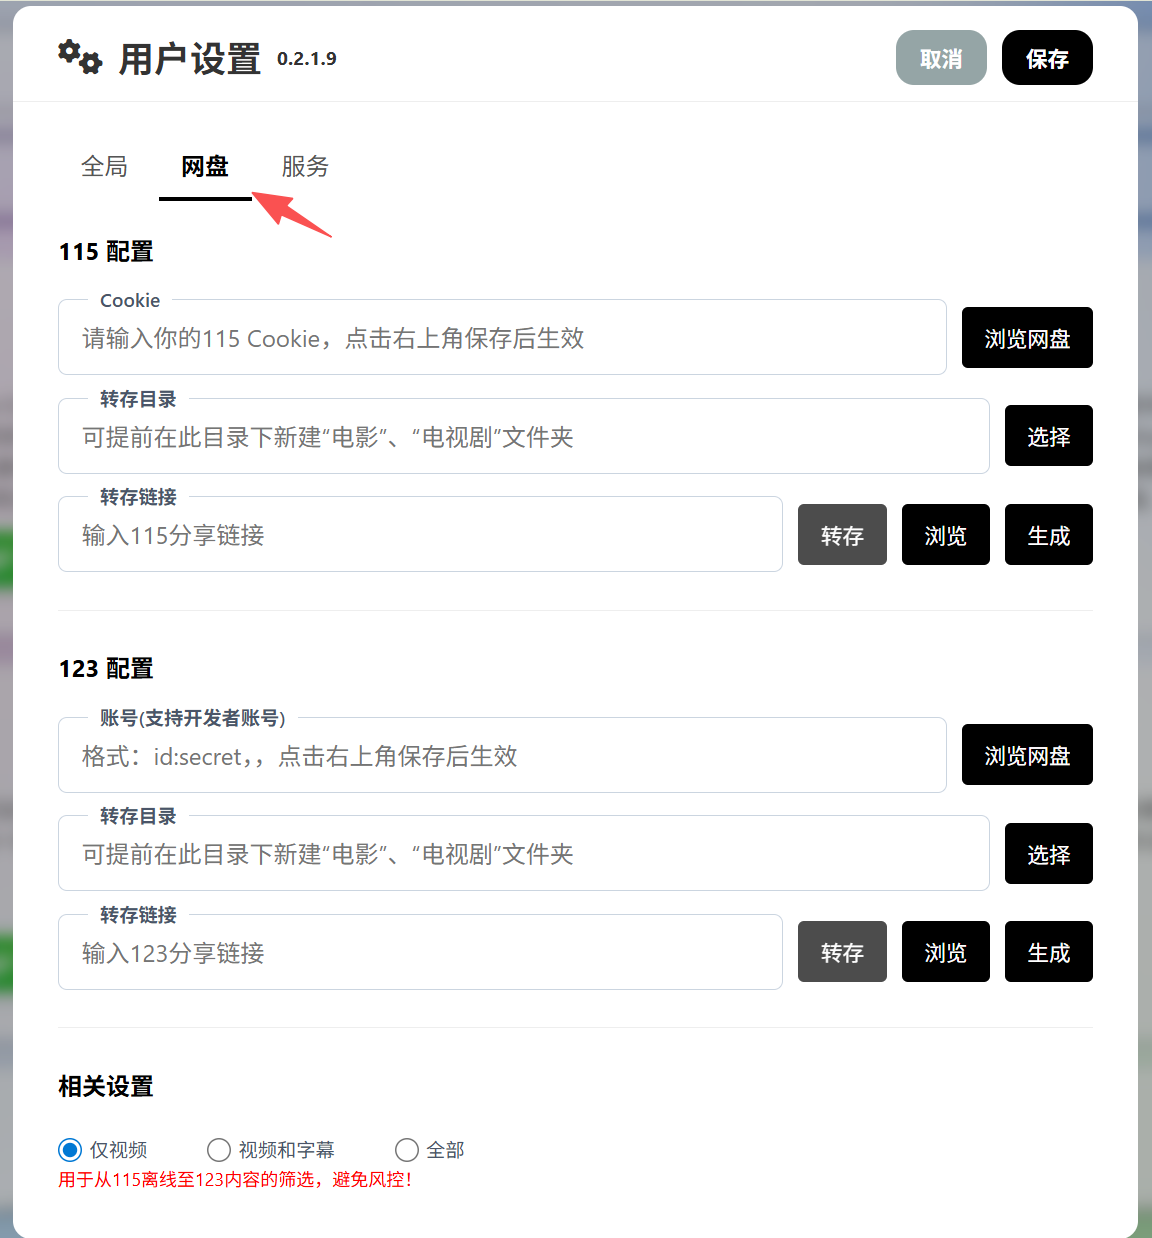 用户设置 0.2.1.9
取消 保存
全局 网盘 服务
115 配置
Cookie
请输入你的115 Cookie，点击右上角保存后生效
浏览网盘
转存目录
可提前在此目录下新建“电影”、“电视剧”文件夹
选择
转存链接
输入115分享链接
转存 浏览 生成
123 配置
账号(支持开发者账号)
格式：id:secret，，点击右上角保存后生效
浏览网盘
转存目录
可提前在此目录下新建“电影”、“电视剧”文件夹
选择
转存链接
输入123分享链接
转存 浏览 生成
相关设置
仅视频 视频和字幕 全部
用于从115离线至123内容的筛选，避免风控！